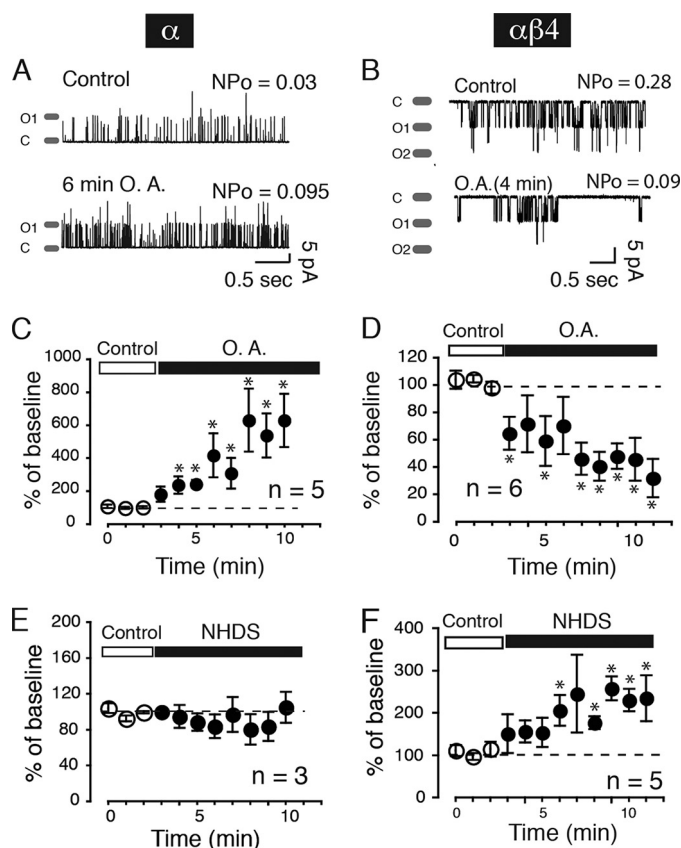 α
αβ4
A
Control
NPo = 0.03
O1
C
6 min O. A.
NPo = 0.095
O1
C
0.5 sec
5 pA
B
Control
NPo = 0.28
C
O1
O2
O.A.(4 min)
NPo = 0.09
C
O1
O2
0.5 sec
5 pA
C
Control
O. A.
% of baseline
1000
800
600
400
200
0
* * * * * * * *
n = 5
0 5 10
Time (min)
D
Control
O.A.
% of baseline
120
100
80
60
40
20
0
* * * * * * *
n = 6
0 5 10
Time (min)
E
Control
NHDS
% of baseline
200
160
120
80
40
0
n = 3
0 5 10
Time (min)
F
Control
NHDS
% of baseline
400
300
200
100
0
* * * * *
n = 5
0 5 10
Time (min)